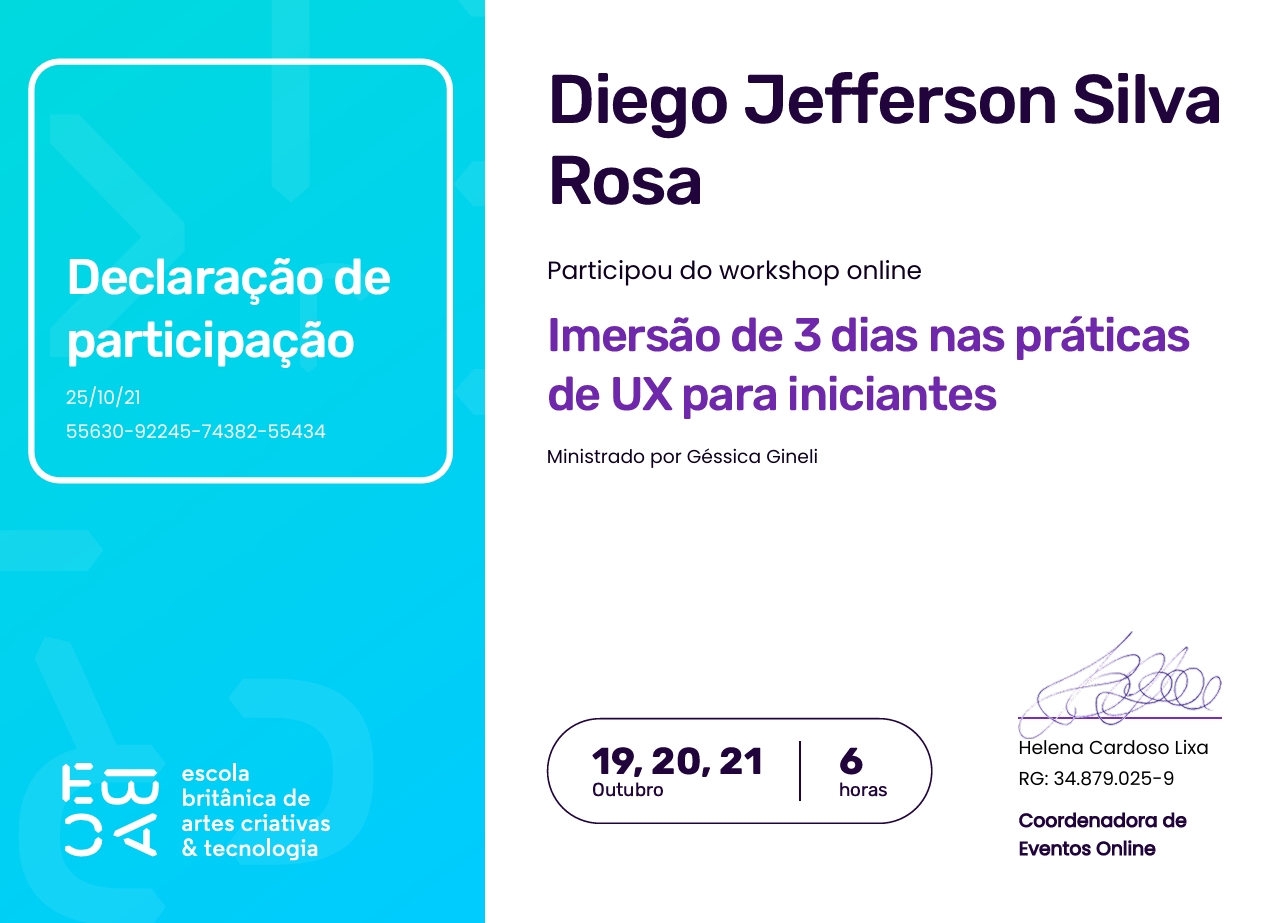 Declaração de
participação
25/10/21
55630-92245-74382-55434
EBAC
escola
britânica de
artes criativas
& tecnologia
Diego Jefferson Silva
Rosa
Participou do workshop online
Imersão de 3 dias nas práticas
de UX para iniciantes
Ministrado por Géssica Gineli
19, 20, 21
Outubro
6
horas
Helena Cardoso Lixa
RG: 34.879.025-9
Coordenadora de
Eventos Online